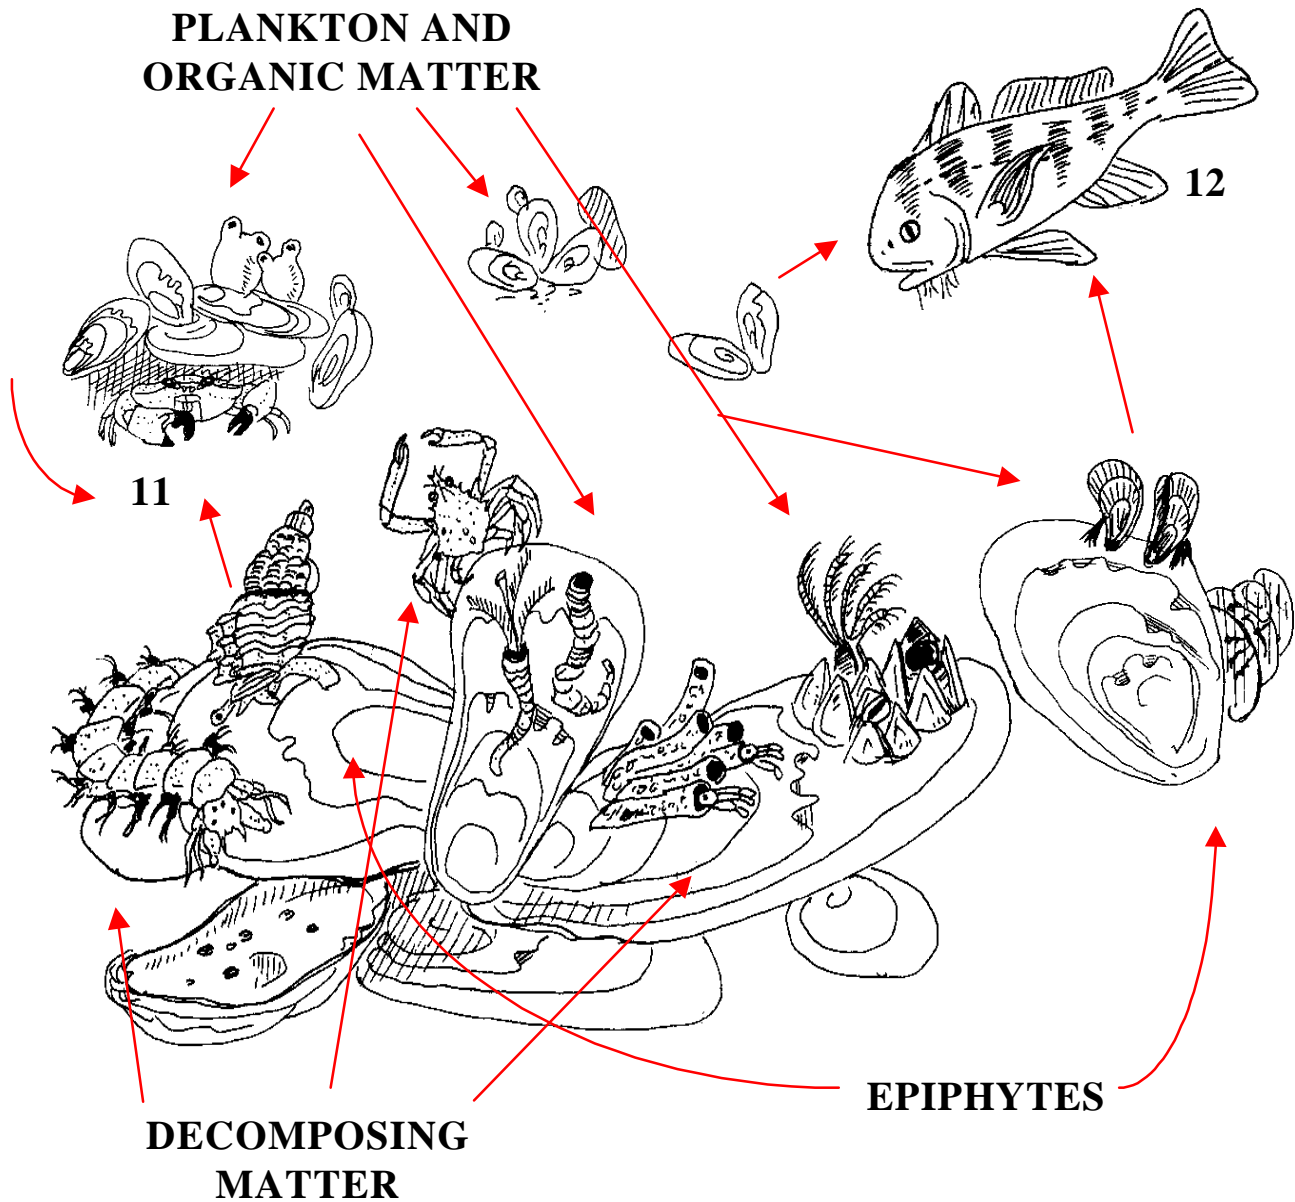 PLANKTON AND
ORGANIC MATTER
12
11
EPIPHYTES
DECOMPOSING
MATTER